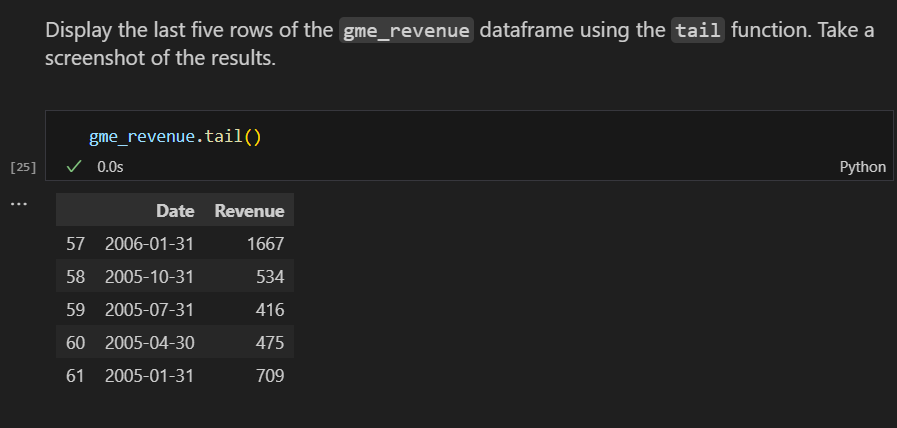 Display the last five rows of the gme_revenue dataframe using the tail function. Take a
screenshot of the results.
gme_revenue.tail()
[25] ✓ 0.0s Python
...
Date Revenue
57 2006-01-31 1667
58 2005-10-31 534
59 2005-07-31 416
60 2005-04-30 475
61 2005-01-31 709